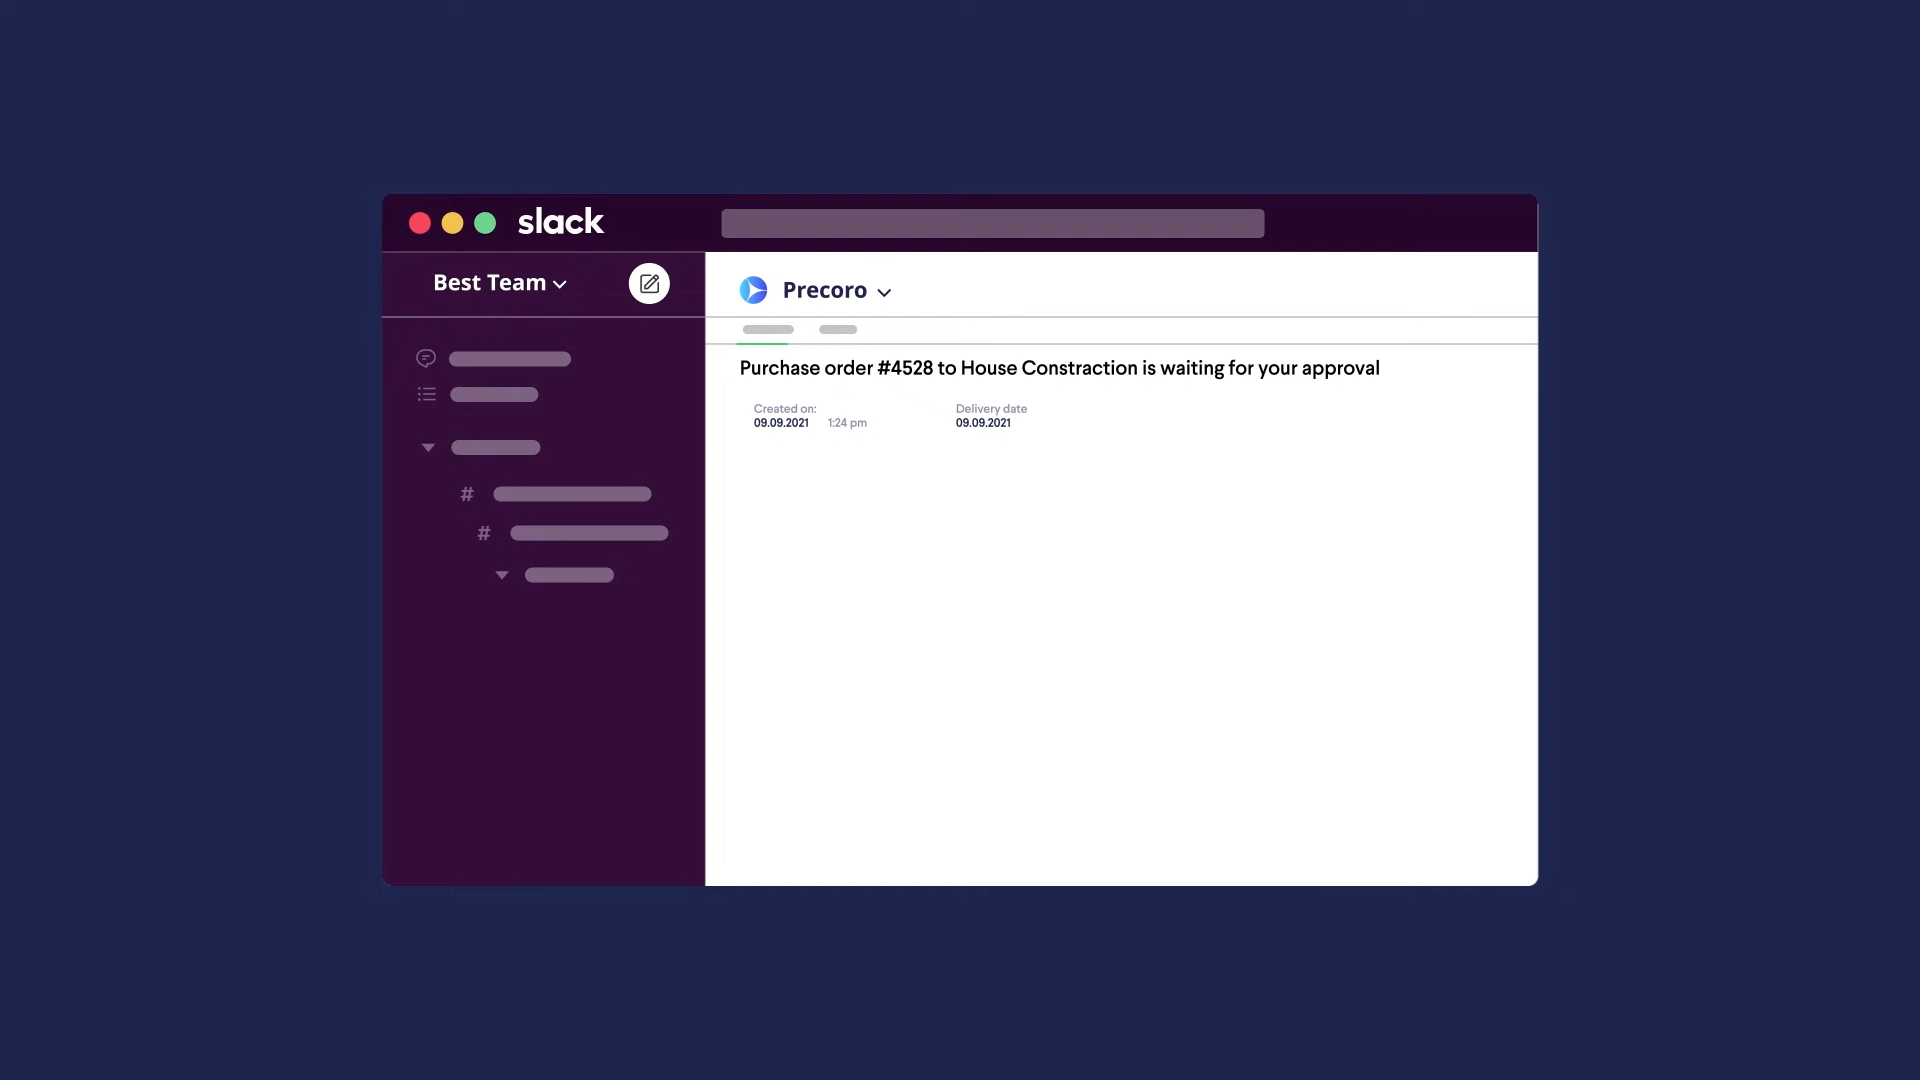 slack
Best Team
Precoro
Purchase order #4528 to House Constraction is waiting for your approval
Created on:
09.09.2021 1:24 pm
Delivery date
09.09.2021
#
#